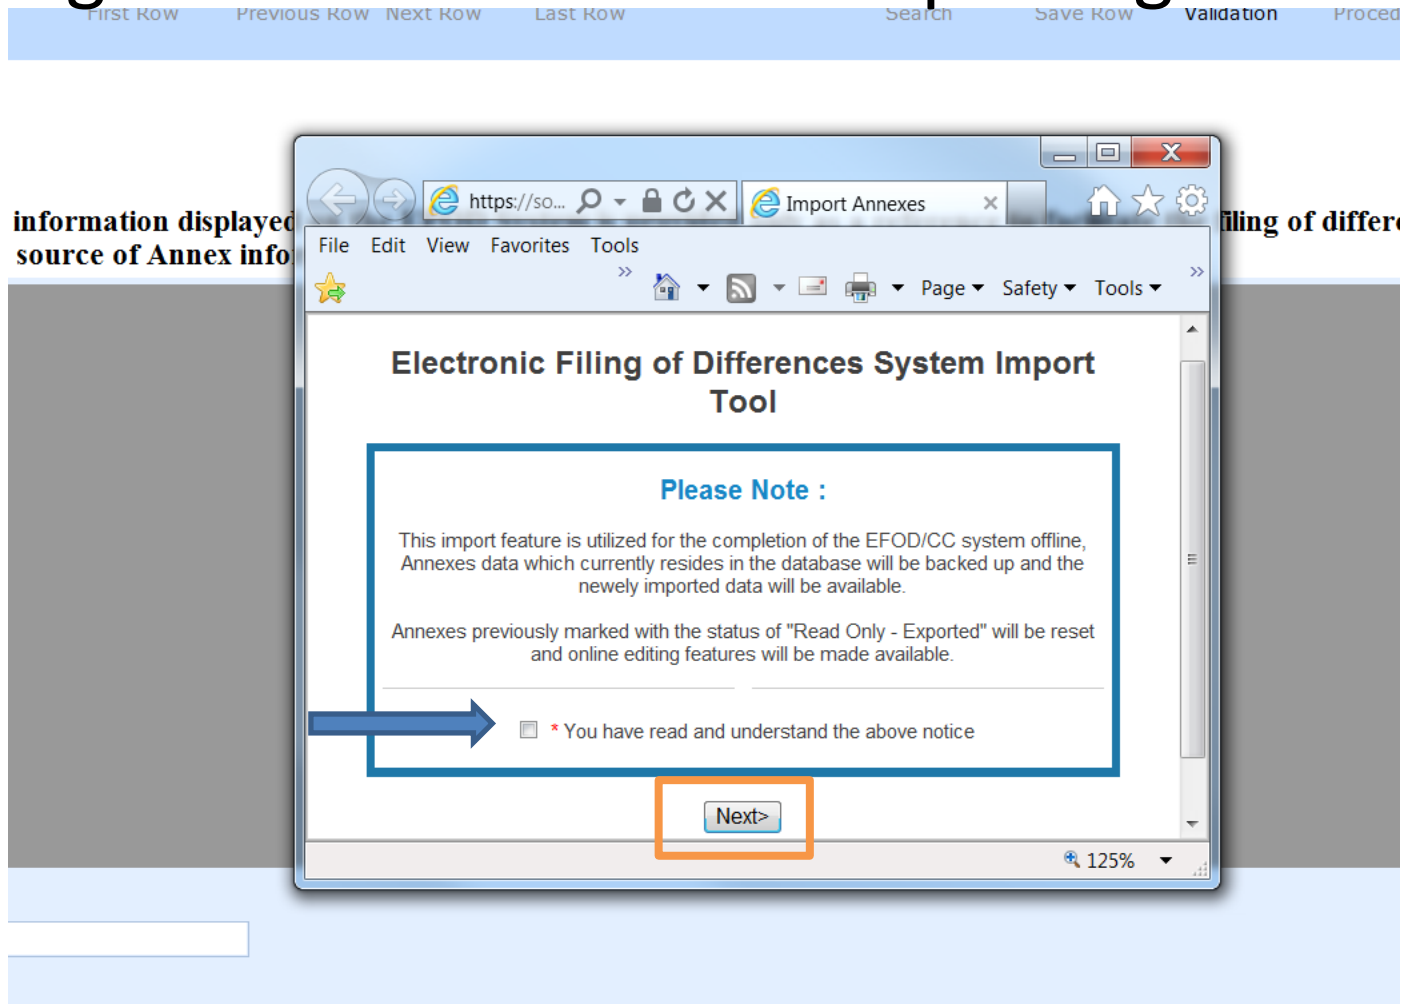 First Row Previous Row Next Row Last Row Search Save Row Validation
https://so... Import Annexes
information displayed filing of
source of Annex
File Edit View Favorites Tools
Page Safety Tools
Electronic Filing of Differences System Import
Tool
Please Note :
This import feature is utilized for the completion of the EFOD/CC system offline,
Annexes data which currently resides in the database will be backed up and the
newly imported data will be available.
Annexes previously marked with the status of "Read Only - Exported" will be reset
and online editing features will be made available.
* You have read and understand the above notice
Next>
125%